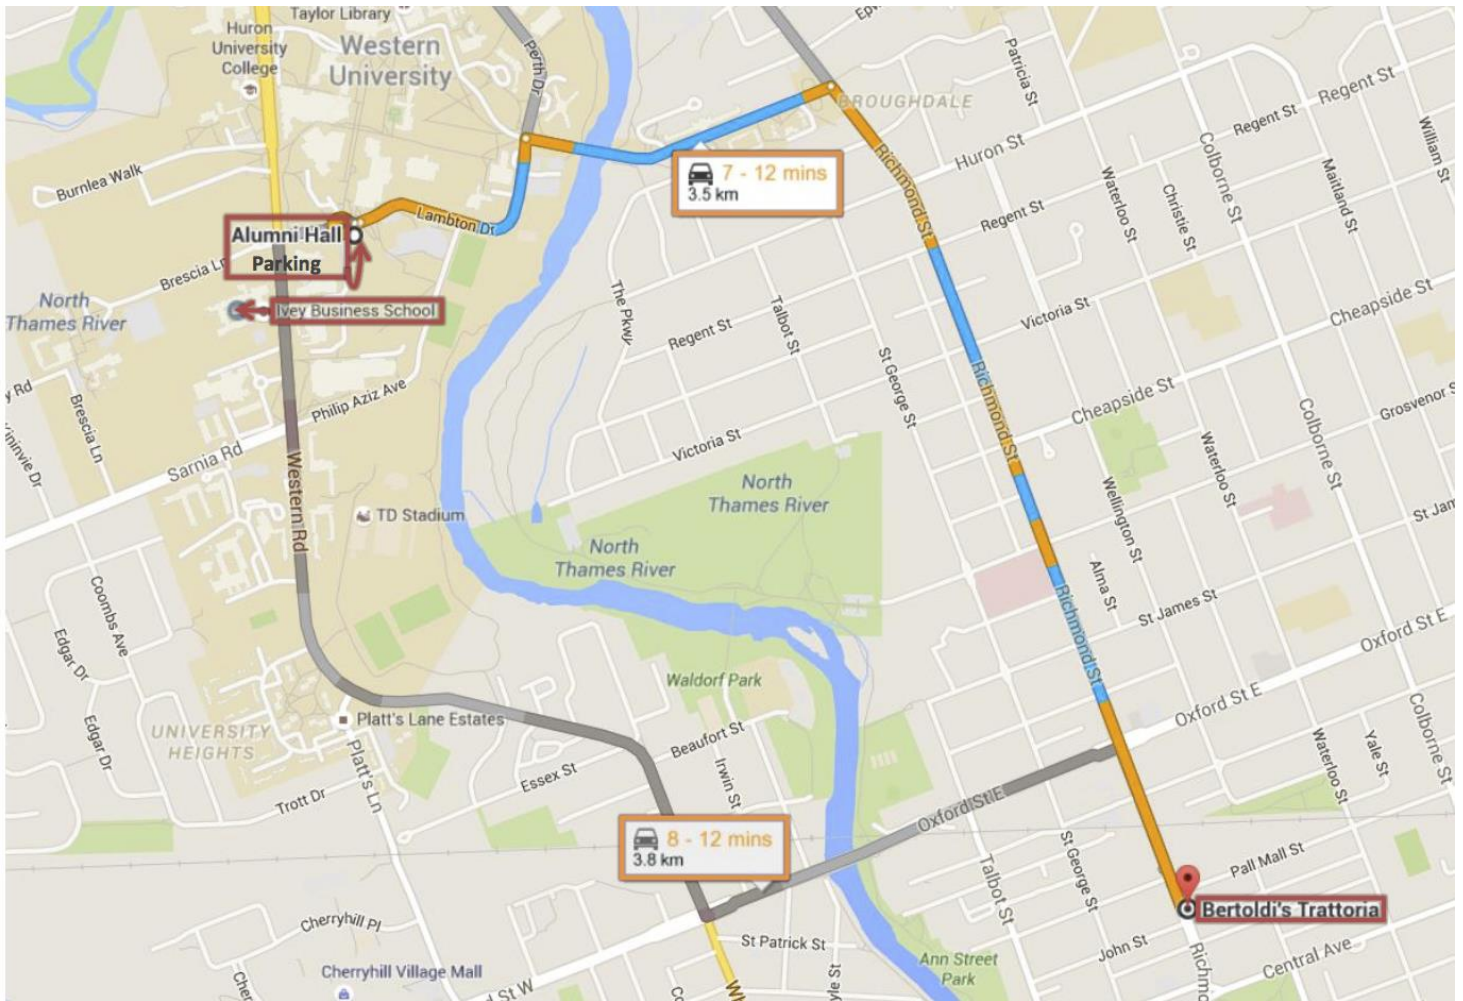 Taylor Library
Huron
University
College
Western
University
Perth Dr
BROUGHDALE
Patricia St
Regent St
Regent St
William St
Colborne St
Maitland St
Huron St
Waterloo St
Christie St
Burnlea Walk
7 - 12 mins
3.5 km
Richmond St
Regent St
Lambton Dr
Alumni Hall
Parking
Brescia Ln
Ivey Business School
North
Thames River
The Pkwy
Talbot St
Regent St
Victoria St
Cheapside St
St George St
Richmond St
Cheapside St
Grosvenor S
y Rd
Brescia Ln
Philip Aziz Ave
Sarnia Rd
Victoria St
Colborne St
Waterloo St
Wellington St
Western Rd
TD Stadium
North
Thames River
North
Thames River
St Jam
Alma St
St James St
Richmond St
Oxford St E
Coombs Ave
Edgar Dr
Edgar Dr
Waldorf Park
Oxford St E
Colborne St
UNIVERSITY
HEIGHTS
Platt's Lane Estates
Platt's Ln
Beaufort St
Irwin St
Essex St
Trott Dr
Waterloo St
Yale St
Oxford St E
8 - 12 mins
3.8 km
Talbot St
St George St
Pall Mall St
Bertoldi's Trattoria
Cherryhill Pl
St Patrick St
John St
Central Ave
Richmo
Ann Street
Park
Cherryhill Village Mall
Cher
d St W
Wh
yle St